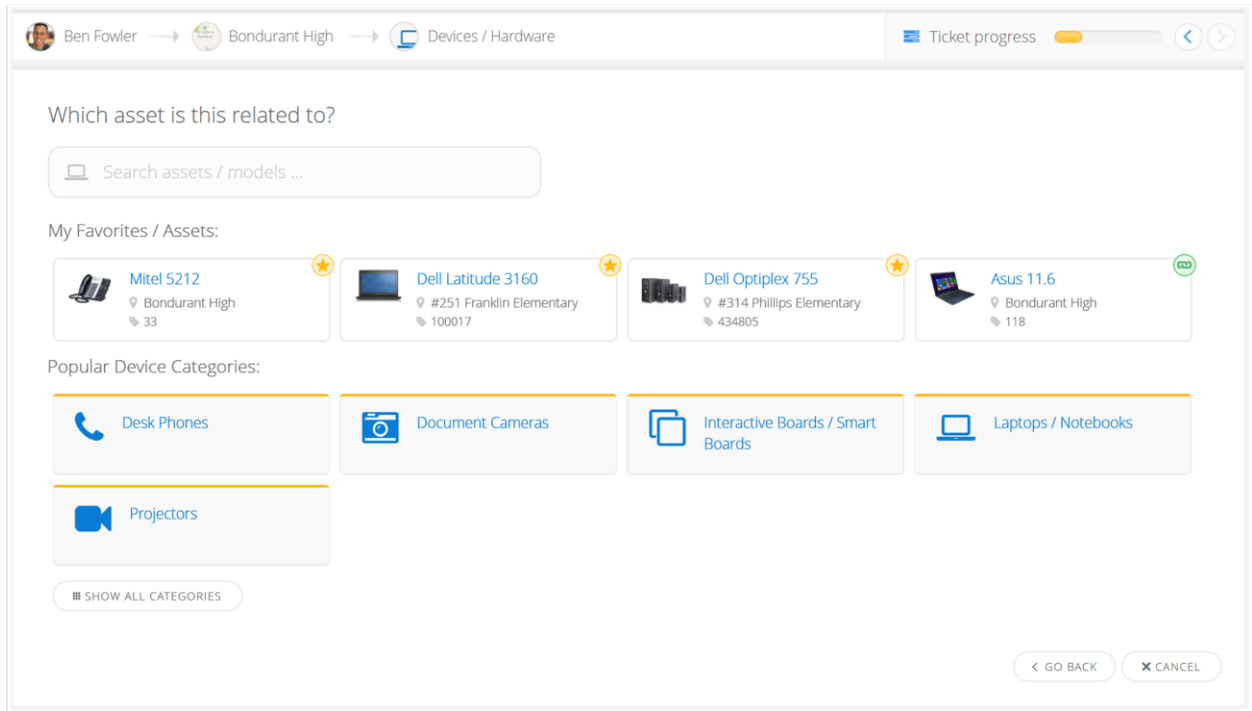 Ben Fowler
Bondurant High
Devices / Hardware
Ticket progress
Which asset is this related to?
Search assets / models ...
My Favorites / Assets:
Mitel 5212
Bondurant High
33
Dell Latitude 3160
#251 Franklin Elementary
100017
Dell Optiplex 755
#314 Phillips Elementary
434805
Asus 11.6
Bondurant High
118
Popular Device Categories:
Desk Phones
Document Cameras
Interactive Boards / Smart
Boards
Laptops / Notebooks
Projectors
SHOW ALL CATEGORIES
GO BACK
CANCEL